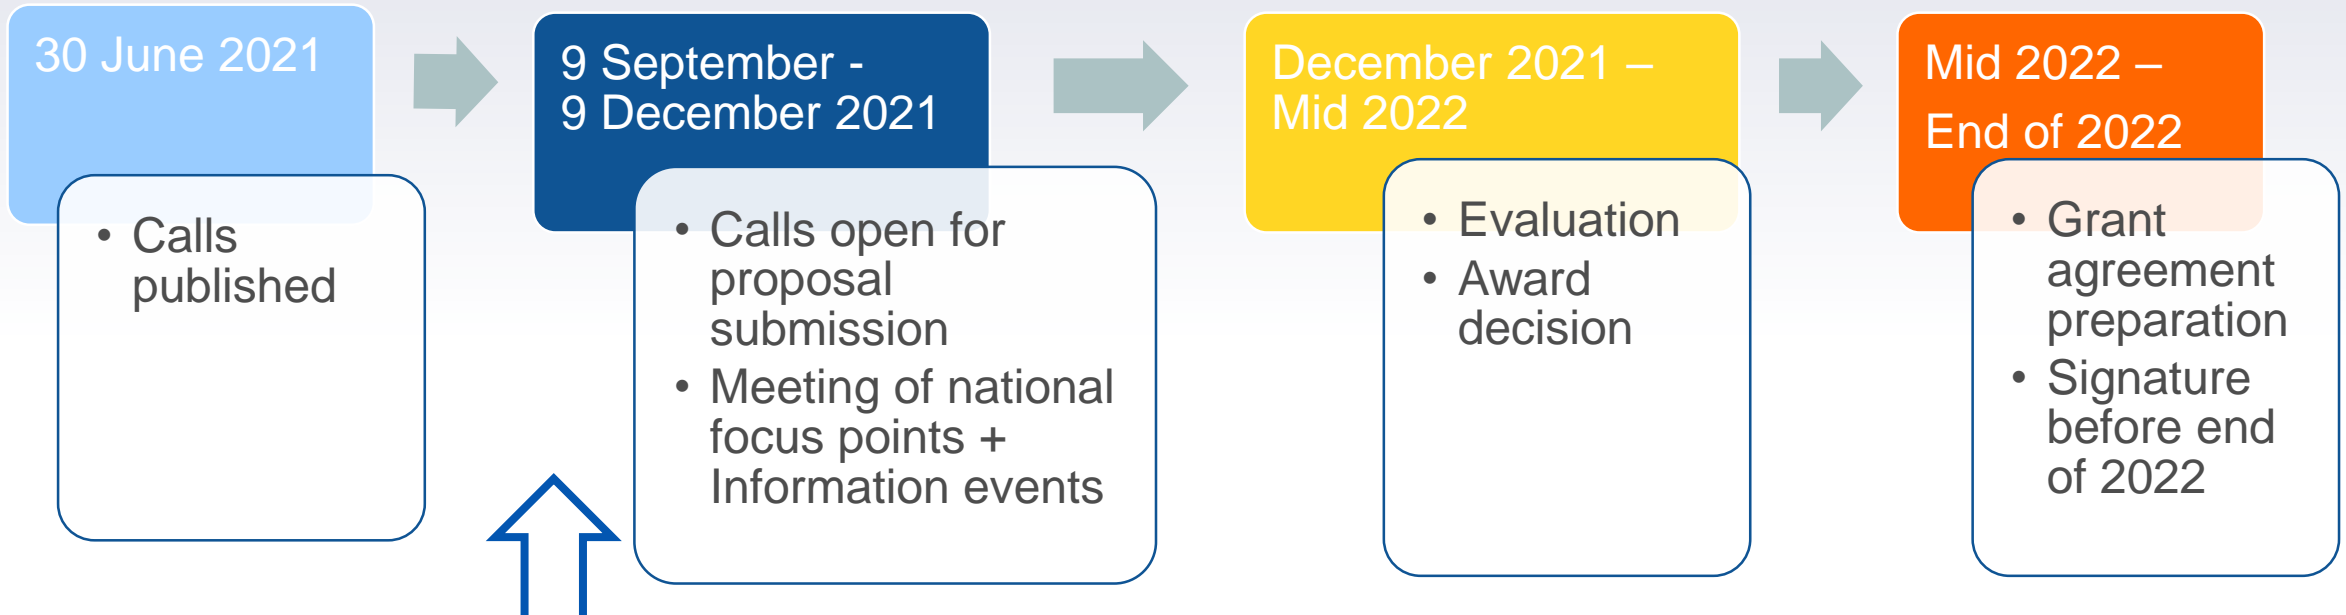 30 June 2021
• Calls
published
9 September -
9 December 2021
• Calls open for
proposal
submission
• Meeting of national
focus points +
Information events
December 2021 –
Mid 2022
• Evaluation
• Award
decision
Mid 2022 –
End of 2022
• Grant
agreement
preparation
• Signature
before end
of 2022